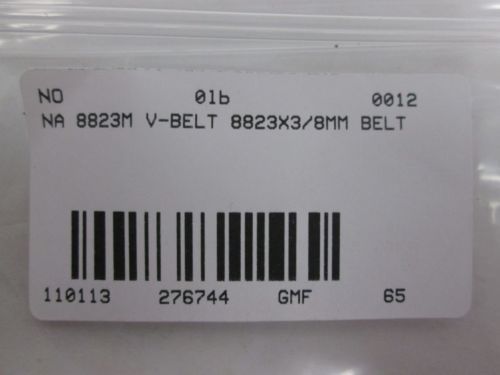 NO 01b 0012
NA 8823M V-BELT 8823X3/8MM BELT
110113 276744 GMF 65